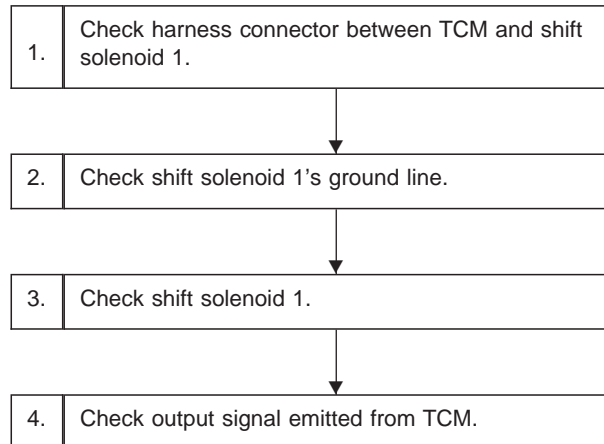 1. Check harness connector between TCM and shift
solenoid 1.
2. Check shift solenoid 1's ground line.
3. Check shift solenoid 1.
4. Check output signal emitted from TCM.